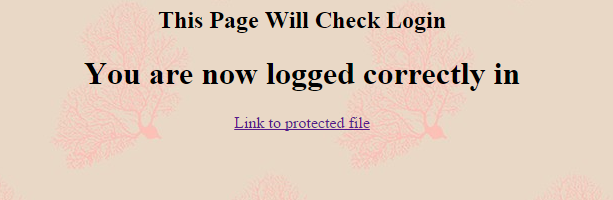 This Page Will Check Login
You are now logged correctly in
Link to protected file